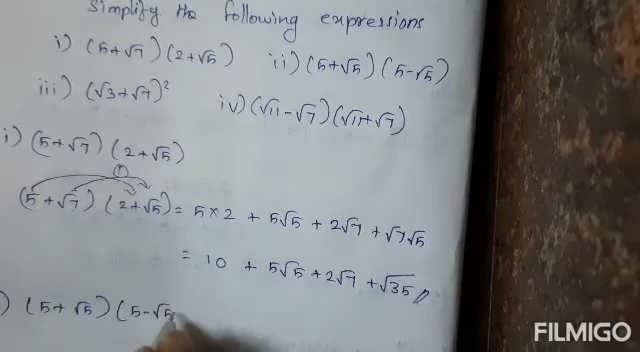 Simplify the following expressions
i) (5+√7) (2+√5) ii) (5+√5) (5-√5)
iii) (√3+√7)² iv) (√11-√7) (√11+√7)
i) (5+√7) (2+√5)
(5+√7) (2+√5) = 5×2 + 5√5 + 2√7 + √7√5
= 10 + 5√5 + 2√7 + √35 //
) (5+√5) (5-√5
FILMIGO